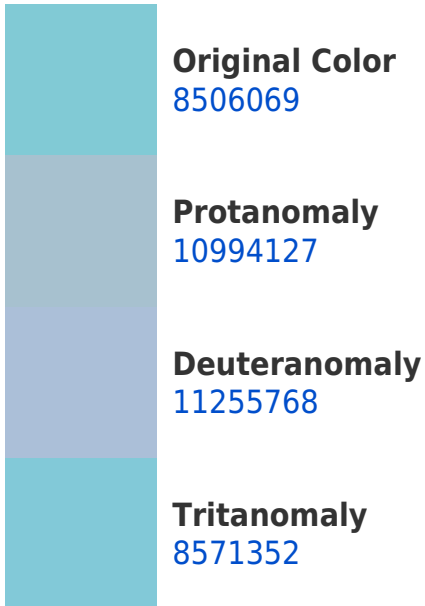 Original Color
8506069
Protanomaly
10994127
Deuteranomaly
11255768
Tritanomaly
8571352